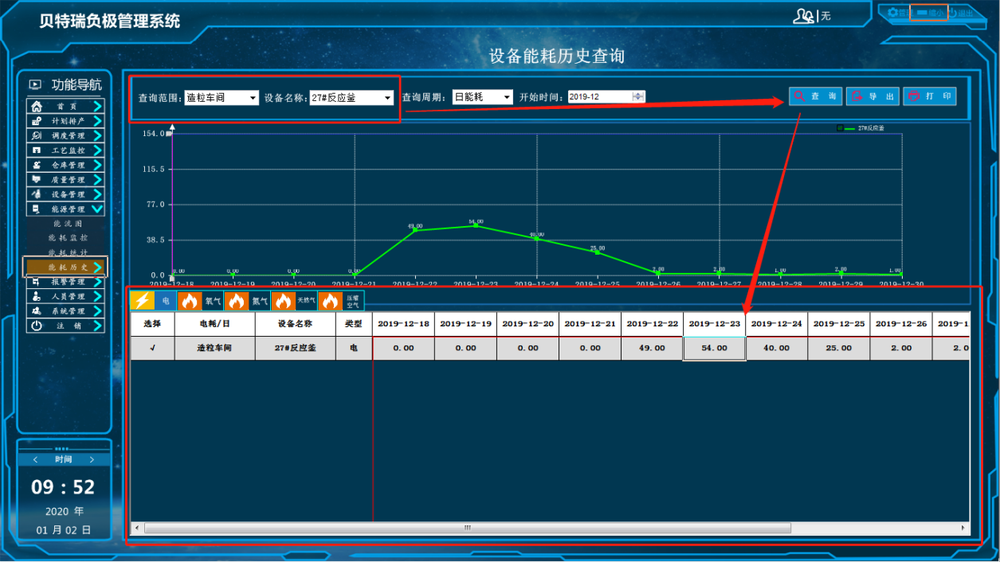 贝特瑞负极管理系统
无
管理 缩小 退出
设备能耗历史查询
功能导航
首 页
计划排产
调度管理
工艺监控
仓库管理
质量管理
设备管理
能源管理
能 流 图
能 耗 监 控
能 耗 统 计
能 耗 历 史
报警管理
人员管理
系统管理
注 销
< 时间 >
09 : 52
2020 年
01 月 02 日
查询范围: 造粒车间 设备名称: 27#反应釜 查询周期: 日能耗 开始时间: 2019-12
查 询 导 出 打 印
27#反应釜
154.0
115.5
77.0
38.5
0.0
0.00 0.00 0.00 0.00 49.00 54.00 40.00 25.00 2.00 2.00 1.00 2.00 1.00
2019-12-18 2019-12-19 2019-12-20 2019-12-21 2019-12-22 2019-12-23 2019-12-24 2019-12-25 2019-12-26 2019-12-27 2019-12-28 2019-12-29 2019-12-30
电 氧气 氮气 天然气 压缩空气
选择 电耗/日 设备名称 类型 2019-12-18 2019-12-19 2019-12-20 2019-12-21 2019-12-22 2019-12-23 2019-12-24 2019-12-25 2019-12-26 2019-1
√ 造粒车间 27#反应釜 电 0.00 0.00 0.00 0.00 49.00 54.00 40.00 25.00 2.00 2.0